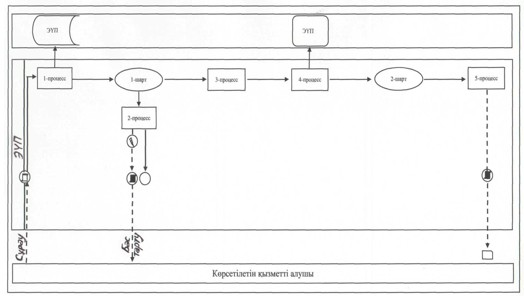 ЭҮП
ЭҮП
1-процесс
1-шарт
3-процесс
4-процесс
2-шарт
5-процесс
2-процесс
ЭҮП
Сұрау
Бас
тарту
Көрсетілетін қызметті алушы